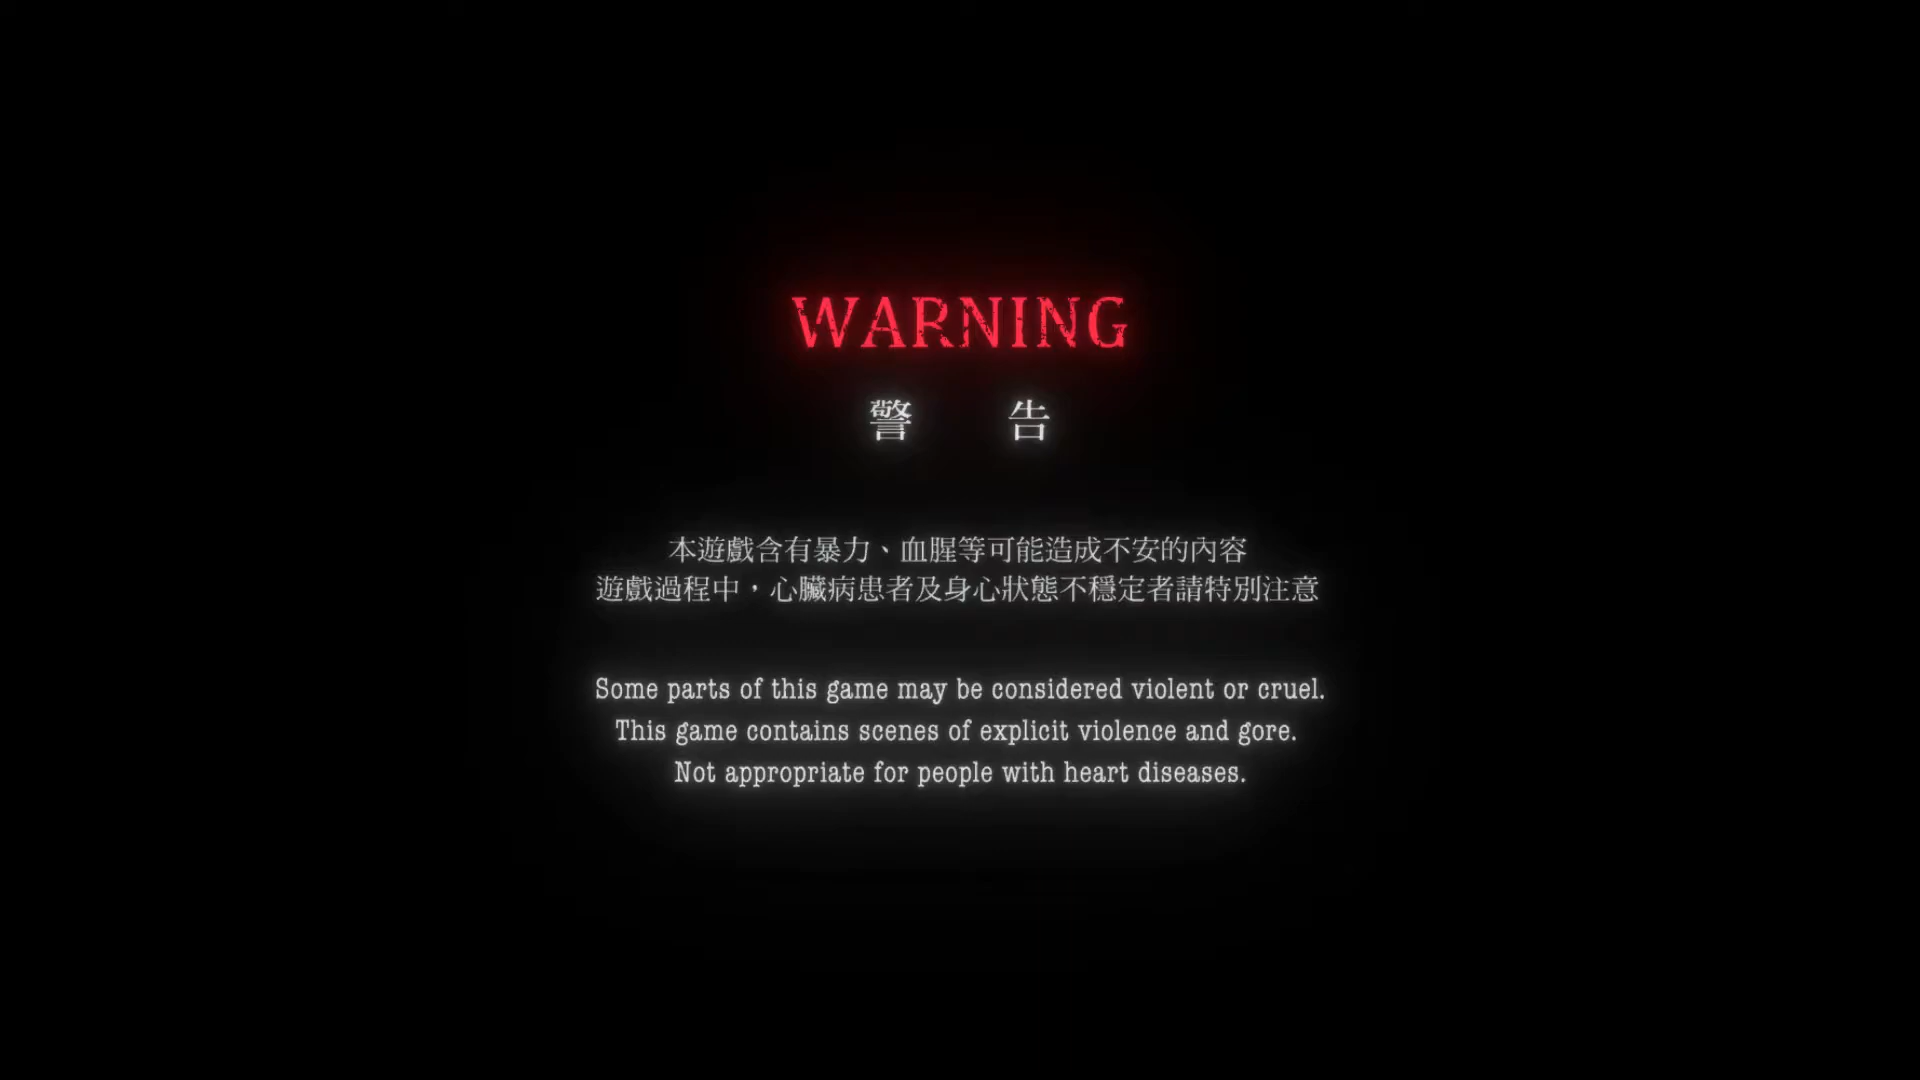 WARNING
警 告
本遊戲含有暴力、血腥等可能造成不安的內容
遊戲過程中，心臟病患者及身心狀態不穩定者請特別注意
Some parts of this game may be considered violent or cruel.
This game contains scenes of explicit violence and gore.
Not appropriate for people with heart diseases.